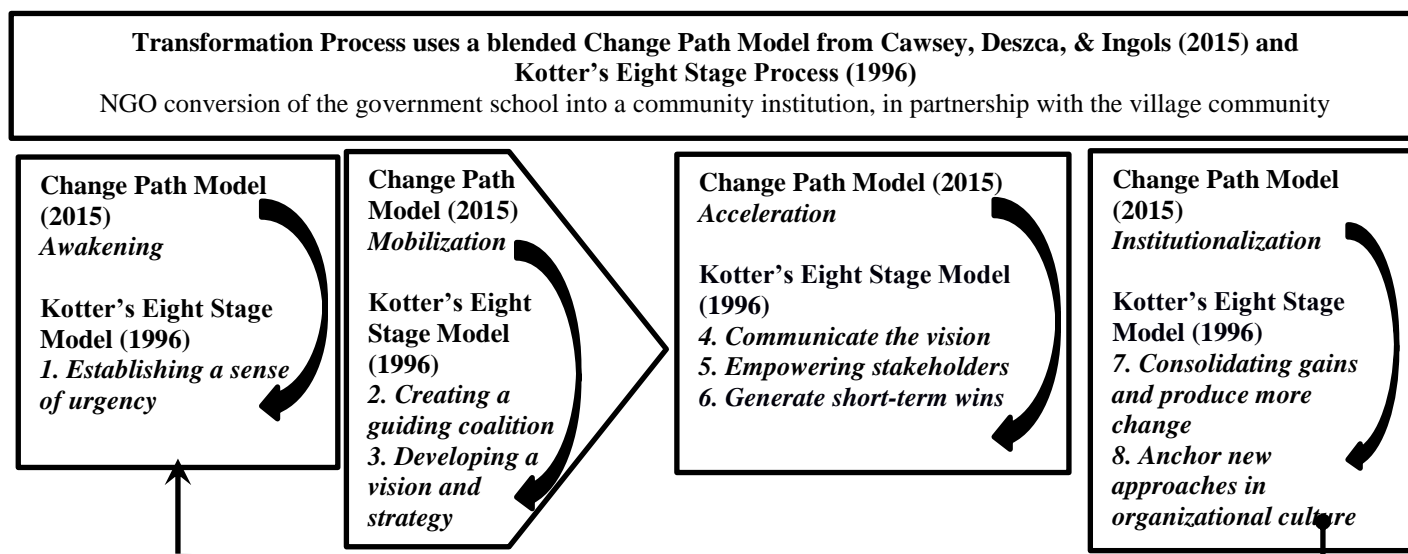 Transformation Process uses a blended Change Path Model from Cawsey, Deszca, & Ingols (2015) and
Kotter's Eight Stage Process (1996)
NGO conversion of the government school into a community institution, in partnership with the village community
Change Path Model
(2015)
Awakening
Kotter's Eight Stage
Model (1996)
1. Establishing a sense
of urgency
Change Path
Model (2015)
Mobilization
Kotter's Eight
Stage Model
(1996)
2. Creating a
guiding coalition
3. Developing a
vision and
strategy
Change Path Model (2015)
Acceleration
Kotter's Eight Stage Model
(1996)
4. Communicate the vision
5. Empowering stakeholders
6. Generate short-term wins
Change Path Model
(2015)
Institutionalization
Kotter's Eight Stage
Model (1996)
7. Consolidating gains
and produce more
change
8. Anchor new
approaches in
organizational culture